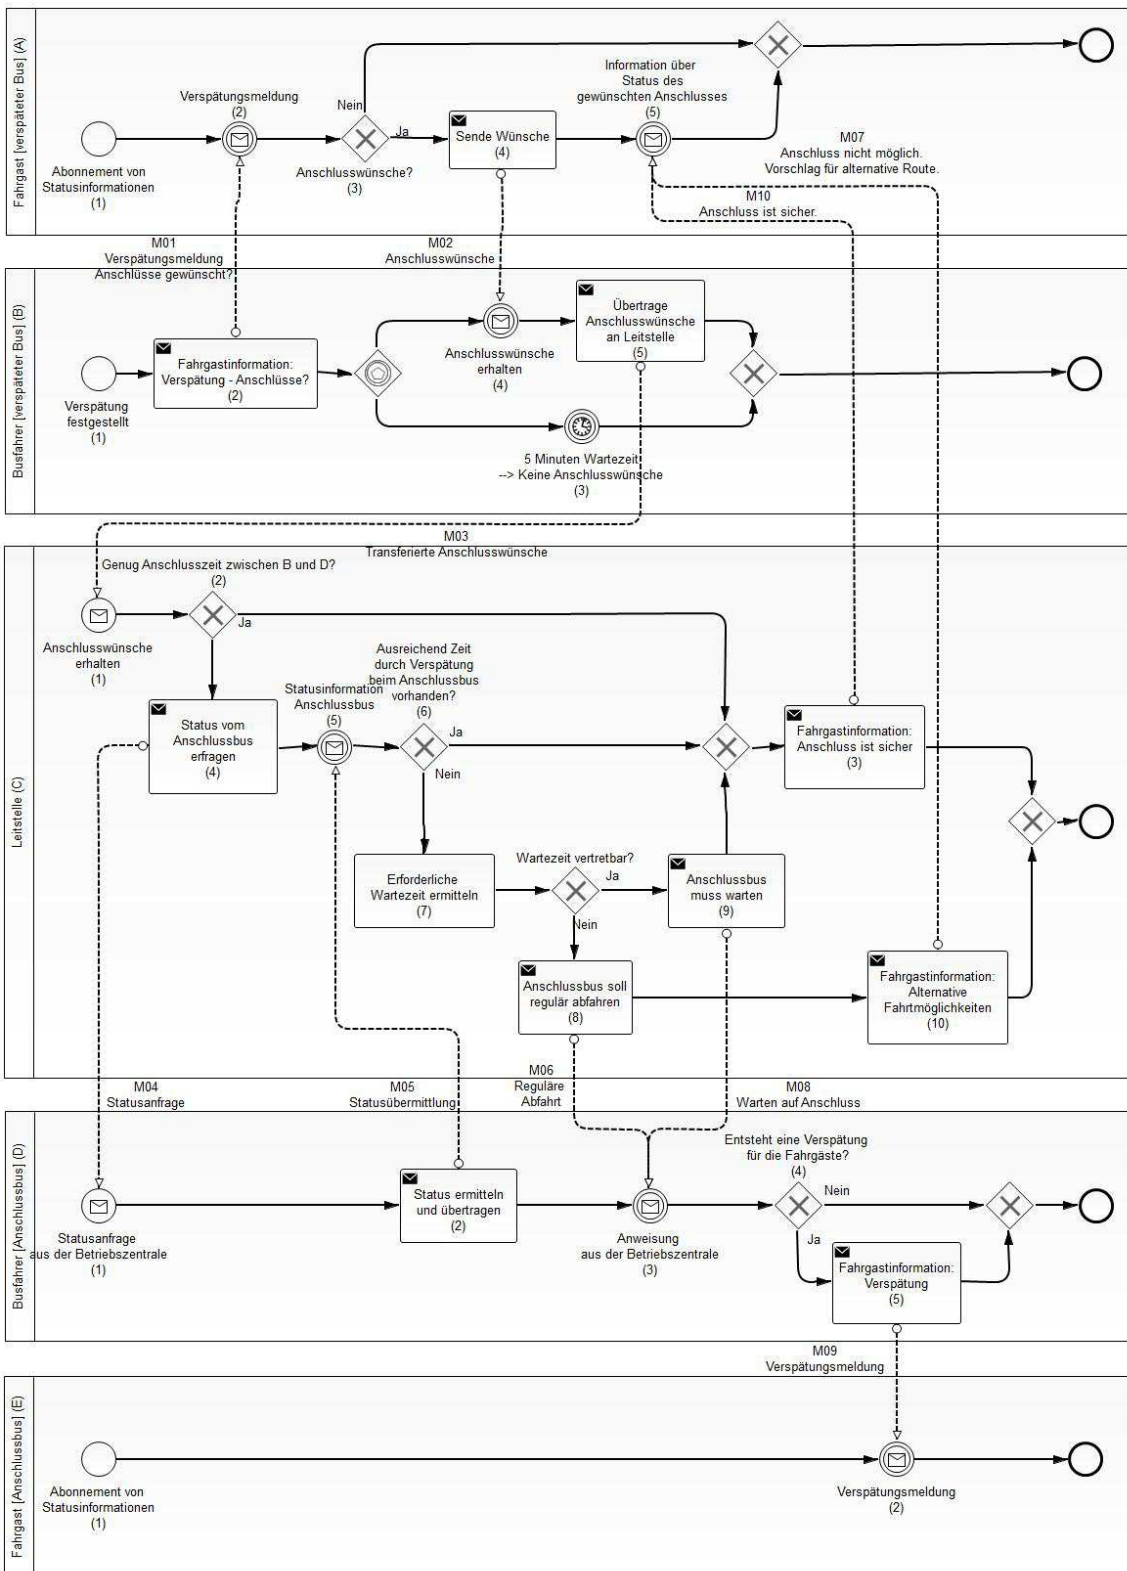 Fahrgast [verspäteter Bus] (A)
Verspätungsmeldung
(2)
Nein
Ja
Information über
Status des
gewünschten Anschlusses
(5)
Sende Wünsche
(4)
Abonnement von
Statusinformationen
(1)
Anschlusswünsche?
(3)
M07
Anschluss nicht möglich.
Vorschlag für alternative Route.
M10
Anschluss ist sicher.
M01
Verspätungsmeldung
Anschlüsse gewünscht?
M02
Anschlusswünsche
Busfahrer [verspäteter Bus] (B)
Fahrgastinformation:
Verspätung - Anschlüsse?
(2)
Verspätung
festgestellt
(1)
Anschlusswünsche
erhalten
(4)
Übertrage
Anschlusswünsche
an Leitstelle
(5)
5 Minuten Wartezeit
--> Keine Anschlusswünsche
(3)
M03
Transferierte Anschlusswünsche
Leitstelle (C)
Genug Anschlusszeit zwischen B und D?
(2)
Ja
Anschlusswünsche
erhalten
(1)
Status vom
Anschlussbus
erfragen
(4)
Statusinformation
Anschlussbus
(5)
Ausreichend Zeit
durch Verspätung
beim Anschlussbus
vorhanden?
(6)
Ja
Nein
Fahrgastinformation:
Anschluss ist sicher
(3)
Erforderliche
Wartezeit ermitteln
(7)
Wartezeit vertretbar?
Ja
Nein
Anschlussbus
muss warten
(9)
Anschlussbus soll
regulär abfahren
(8)
Fahrgastinformation:
Alternative
Fahrtmöglichkeiten
(10)
M04
Statusanfrage
M05
Statusübermittlung
M06
Reguläre
Abfahrt
M08
Warten auf Anschluss
Busfahrer [Anschlussbus] (D)
Statusanfrage
aus der Betriebszentrale
(1)
Status ermitteln
und übertragen
(2)
Anweisung
aus der Betriebszentrale
(3)
Entsteht eine Verspätung
für die Fahrgäste?
(4)
Nein
Ja
Fahrgastinformation:
Verspätung
(5)
M09
Verspätungsmeldung
Fahrgast [Anschlussbus] (E)
Abonnement von
Statusinformationen
(1)
Verspätungsmeldung
(2)